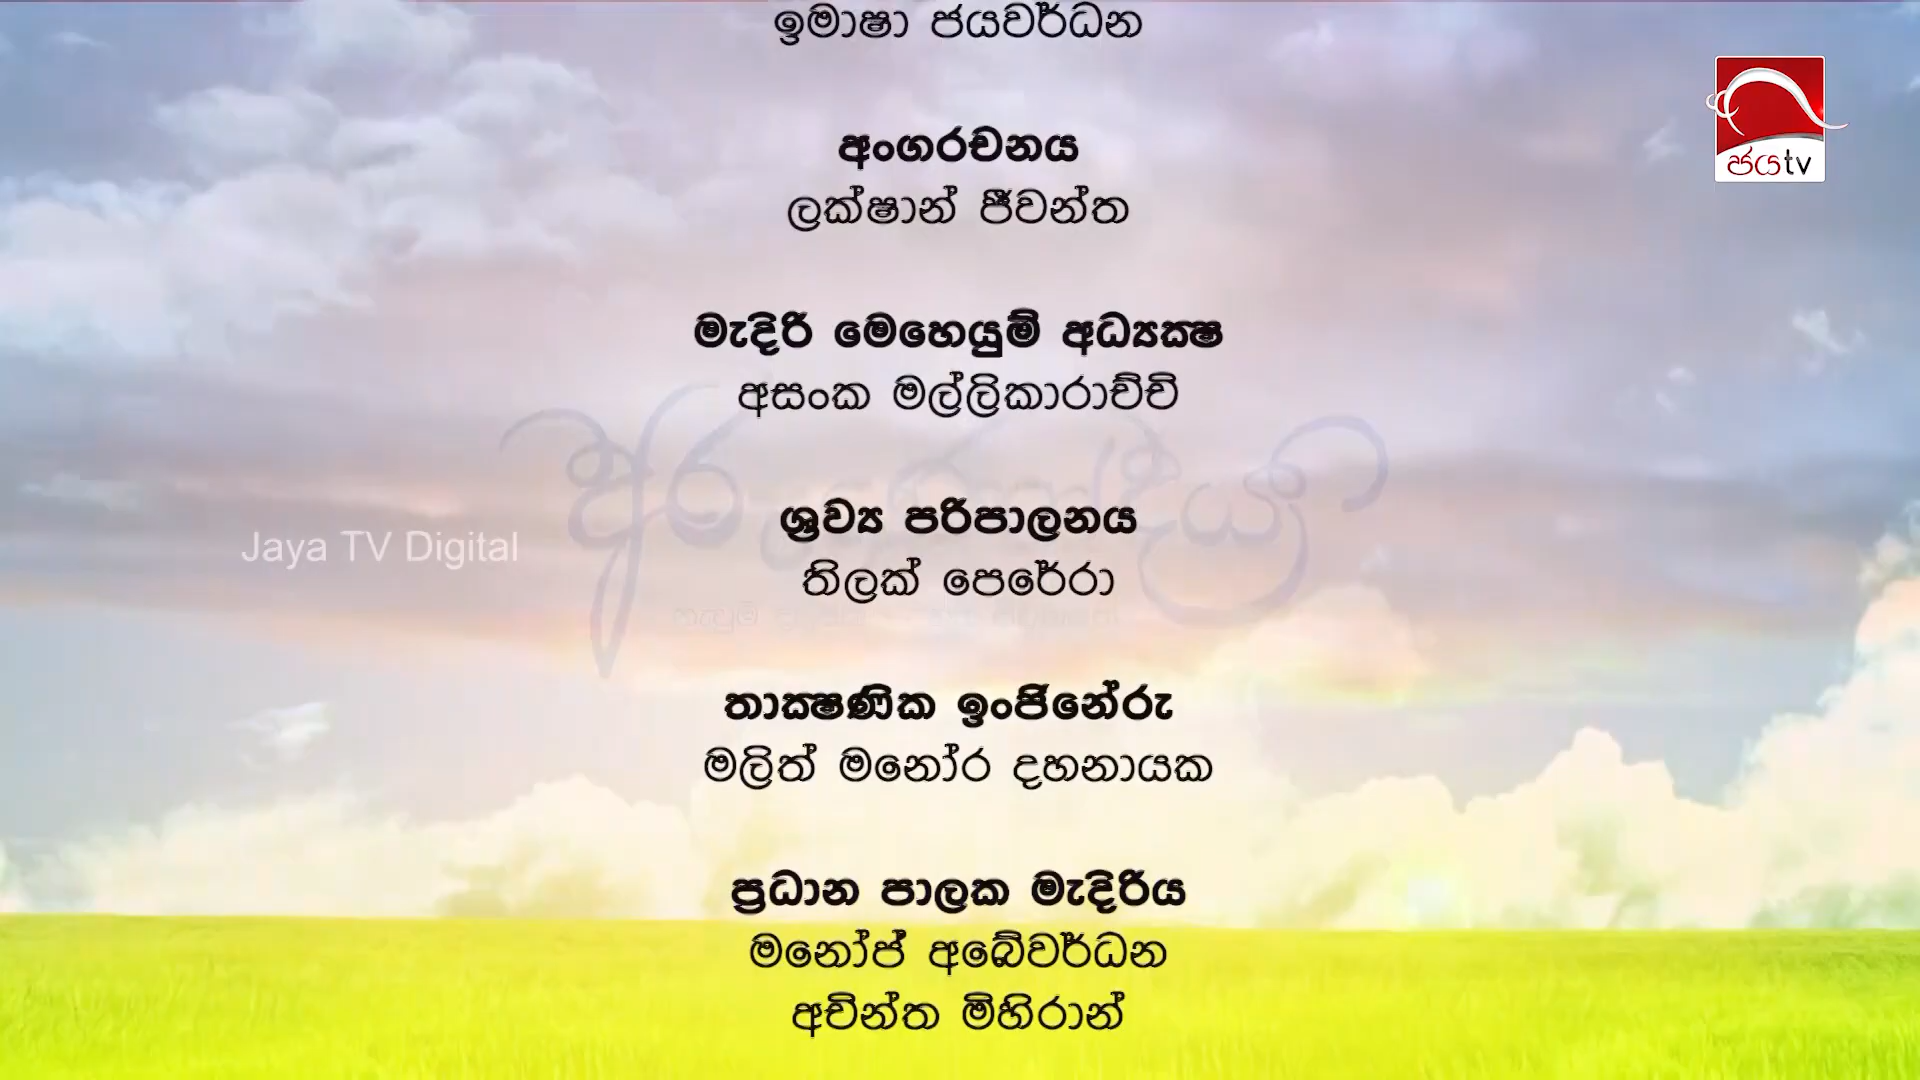 ඉමාෂා ජයවර්ධන
ජයtv
අංගරචනය
ලක්ෂාන් ජීවන්ත
මැදිරි මෙහෙයුම් අධ්‍යක්ෂ
අසංක මල්ලිකාරාච්චි
ශ්‍රව්‍ය පරිපාලනය
Jaya TV Digital
තිලක් පෙරේරා
තාක්ෂණික ඉංජිනේරු
මලිත් මනෝර දහනායක
ප්‍රධාන පාලක මැදිරිය
මනෝජ් අබේවර්ධන
අචින්ත මිහිරාන්